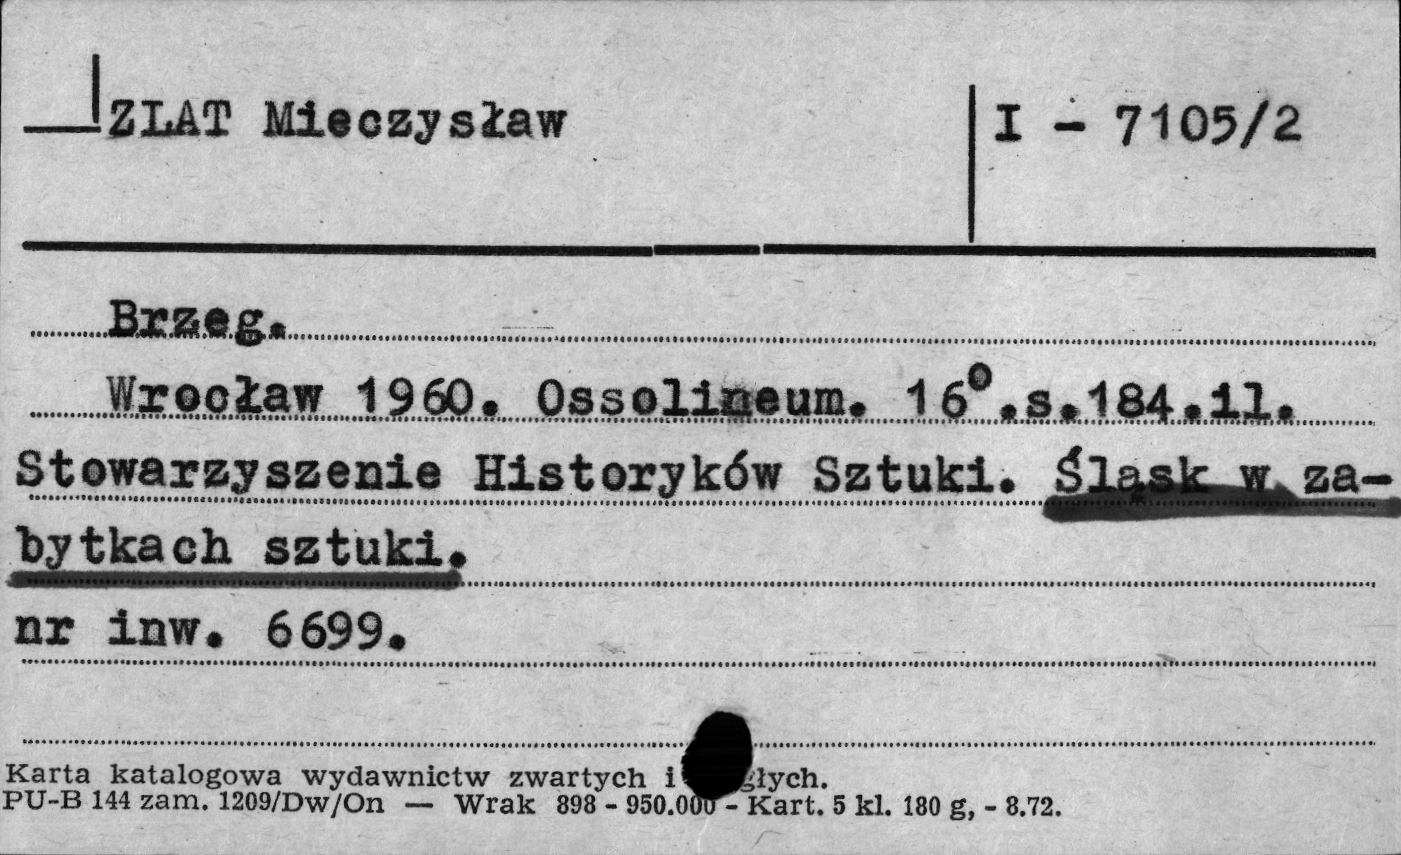 ZLAT Mieczysław
I - 7105/2
Brzeg.
Wrocław 1960. Ossolineum. 16°.s.184.il.
Stowarzyszenie Historyków Sztuki. Śląsk w za-
bytkach sztuki.
nr inw. 6699.
Karta katalogowa wydawnictw zwartych i głych.
PU-B 144 zam. 1209/Dw/On — Wrak 898 - 950.000 - Kart. 5 kl. 180 g, - 8.72.